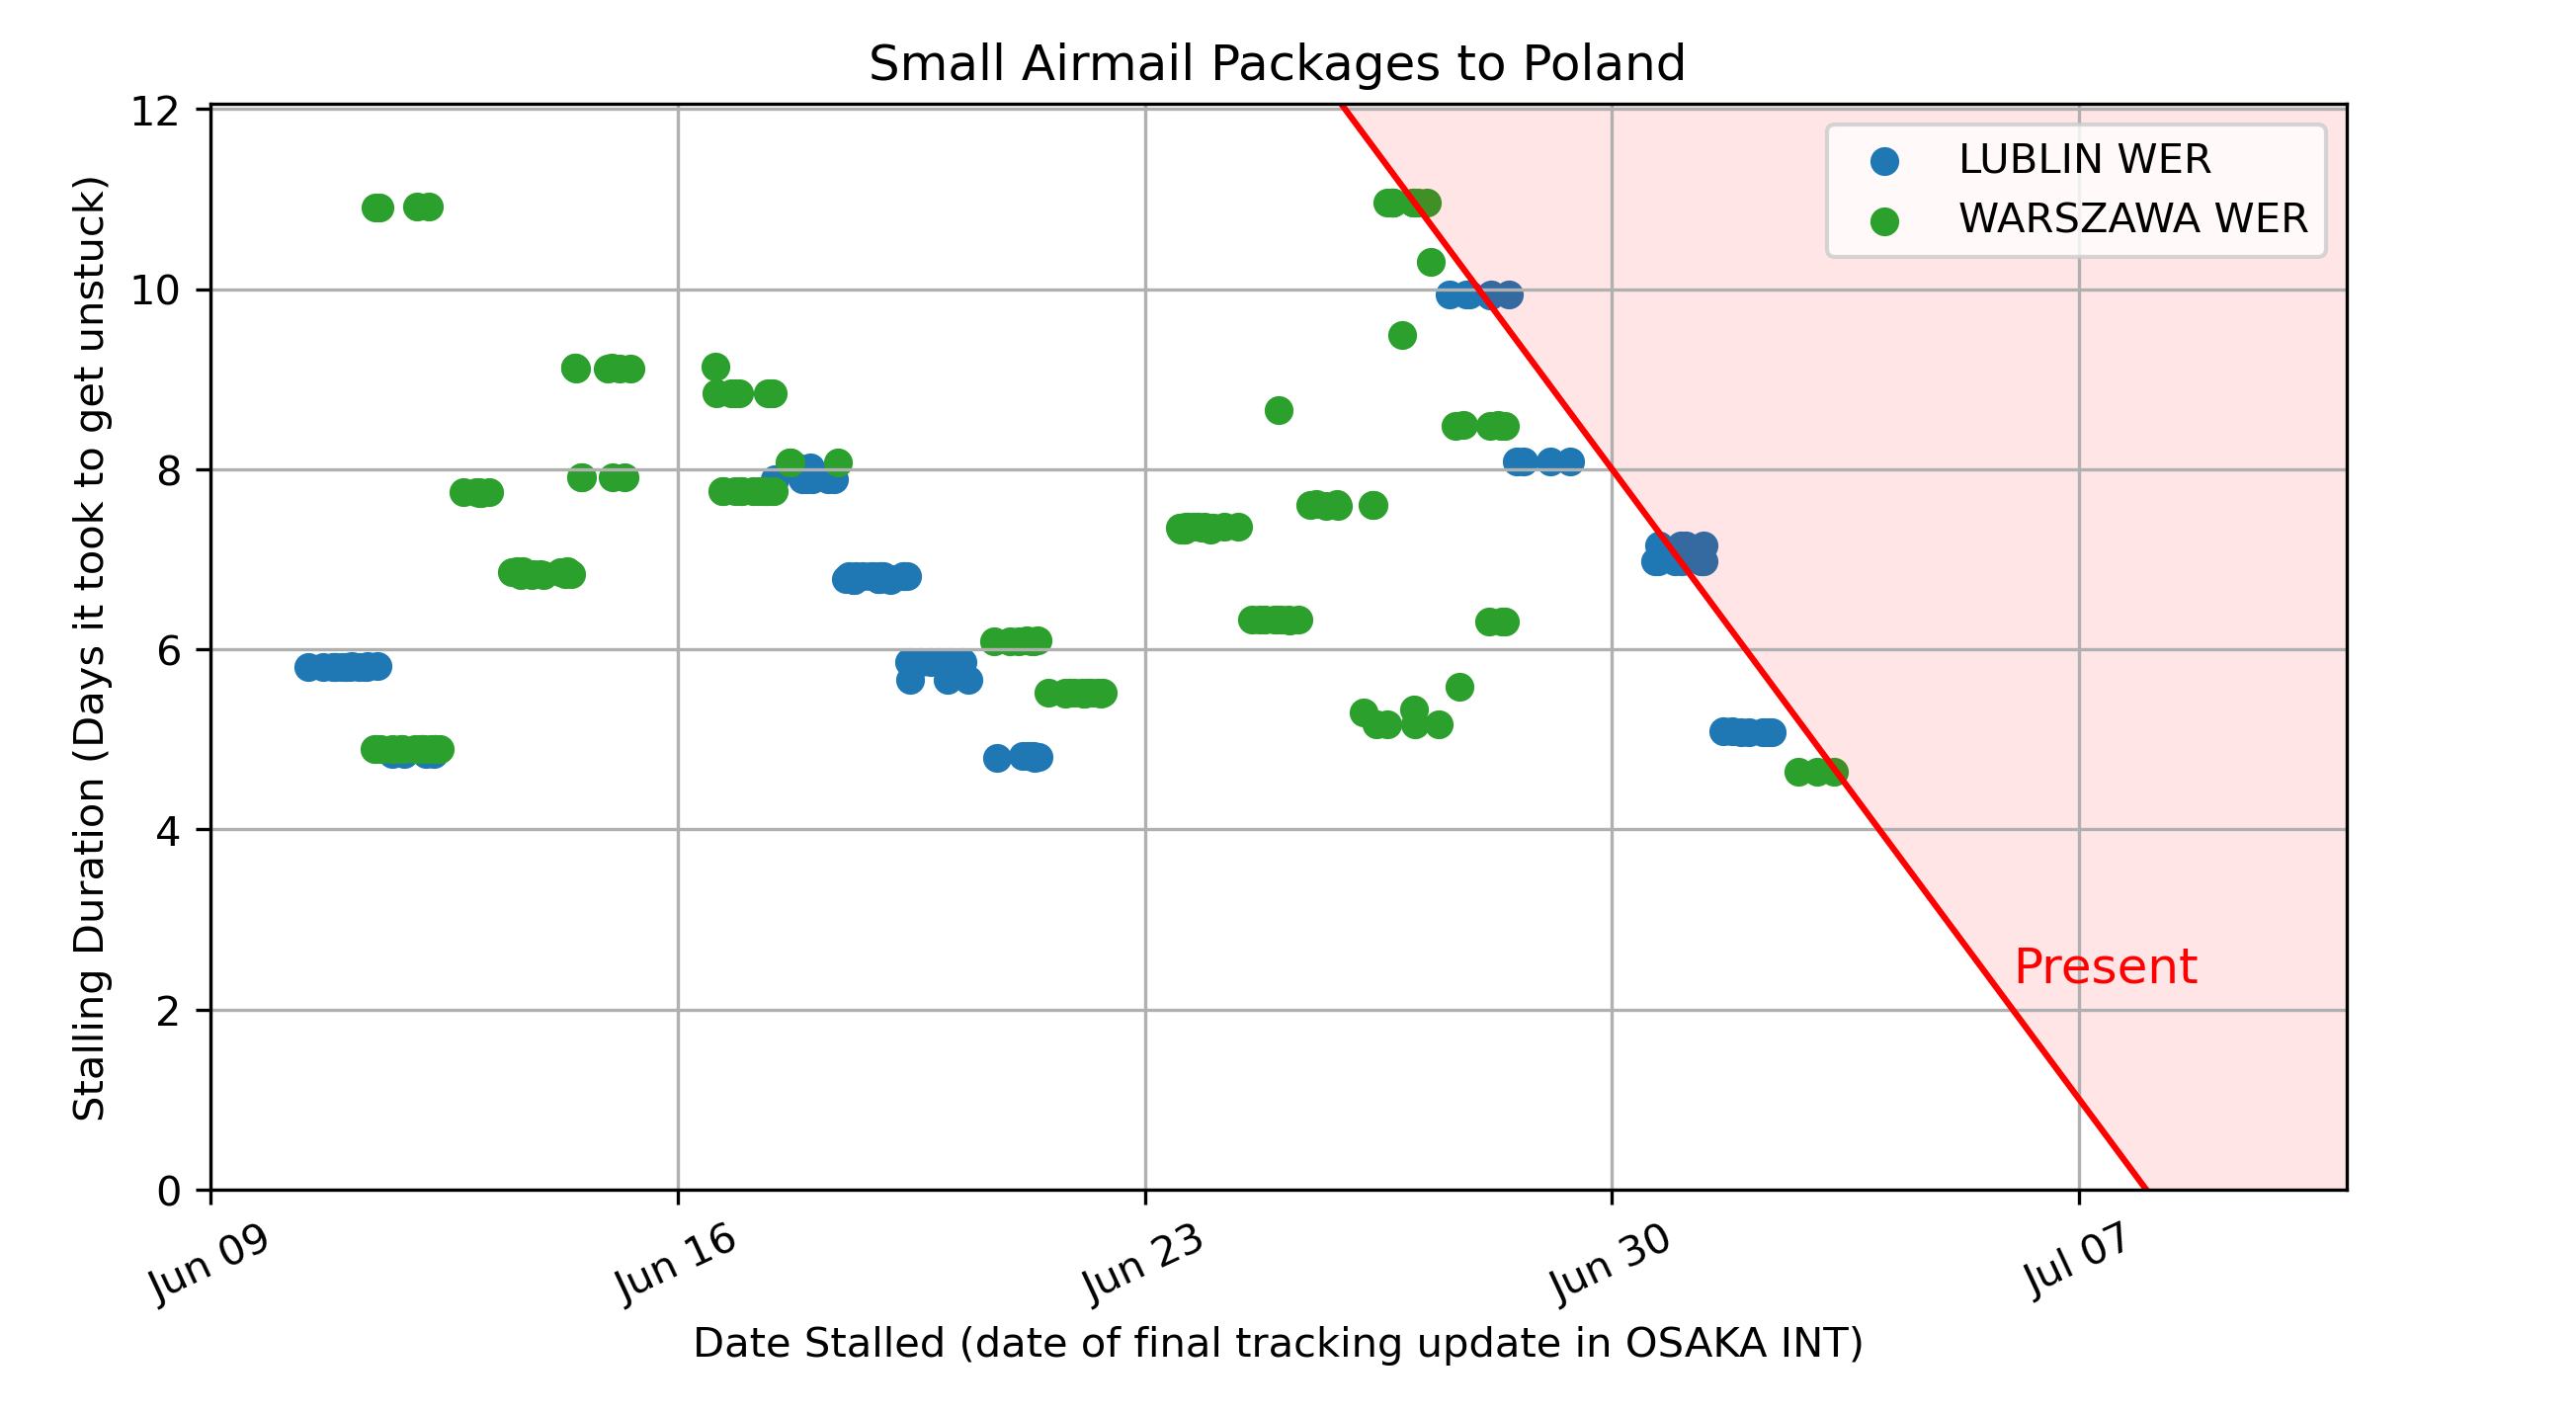 Small Airmail Packages to Poland
12
10
8
6
4
2
0
Stalling Duration (Days it took to get unstuck)
LUBLIN WER
WARSZAWA WER
Present
Jun 09
Jun 16
Jun 23
Jun 30
Jul 07
Date Stalled (date of final tracking update in OSAKA INT)